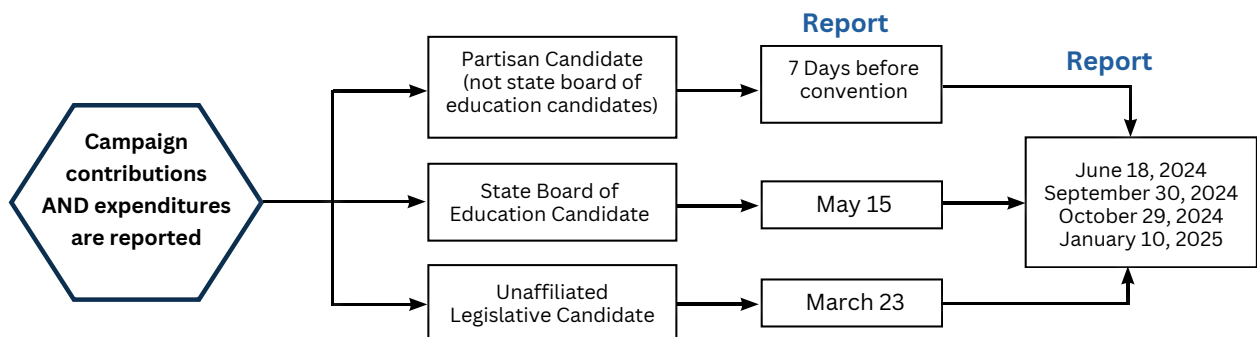 Report
Report
Campaign
contributions
AND expenditures
are reported
Partisan Candidate
(not state board of
education candidates)
7 Days before
convention
State Board of
Education Candidate
May 15
June 18, 2024
September 30, 2024
October 29, 2024
January 10, 2025
Unaffiliated
Legislative Candidate
March 23